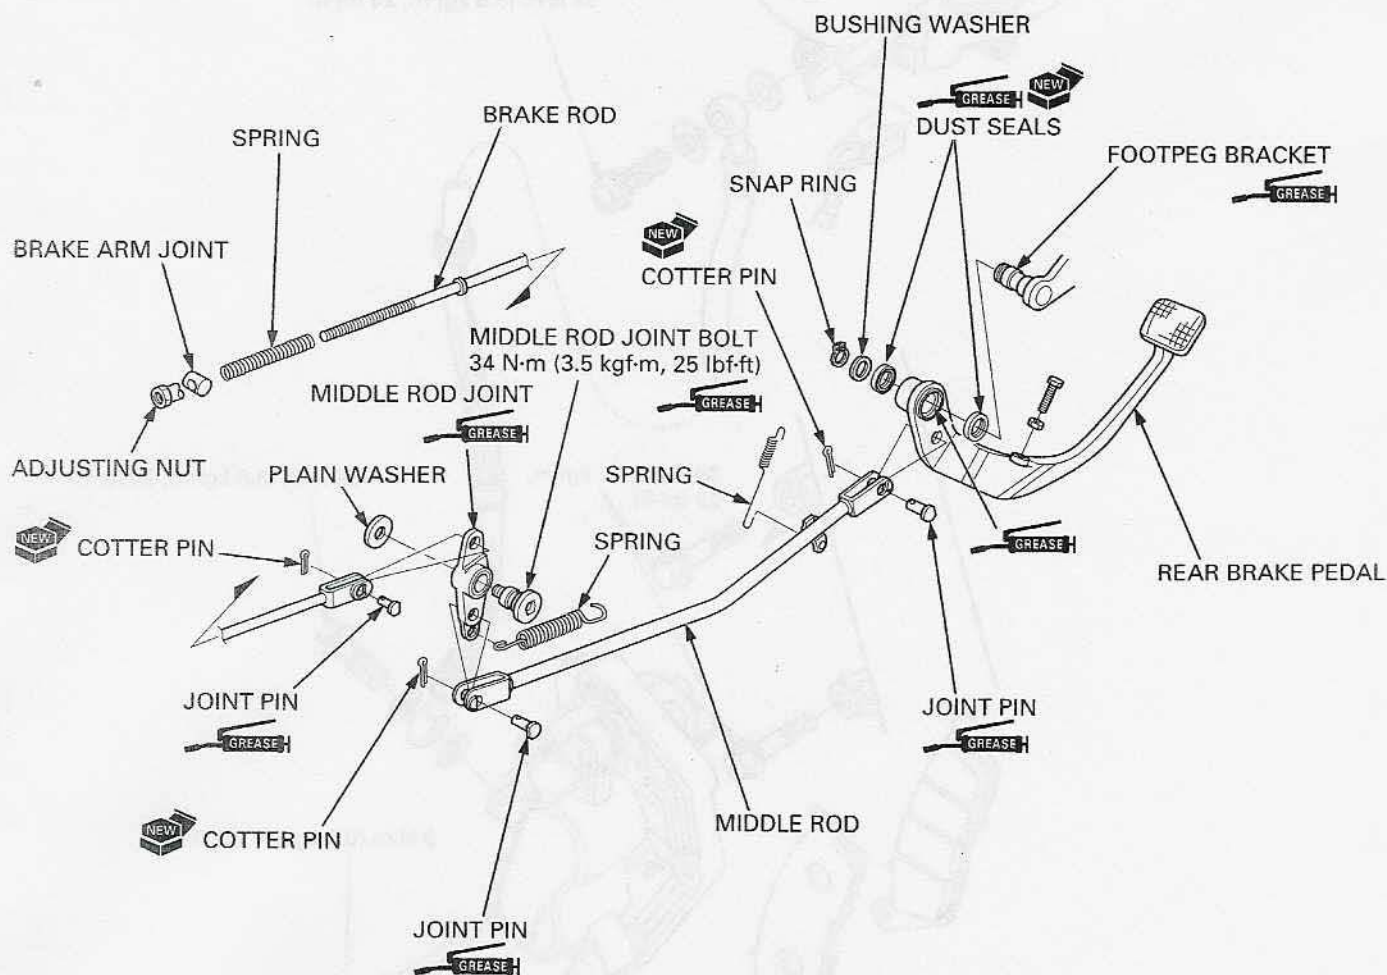 BUSHING WASHER
GREASE
NEW
DUST SEALS
BRAKE ROD
SPRING
FOOTPEG BRACKET
GREASE
SNAP RING
NEW
COTTER PIN
BRAKE ARM JOINT
MIDDLE ROD JOINT BOLT
34 N·m (3.5 kgf·m, 25 lbf·ft)
GREASE
MIDDLE ROD JOINT
GREASE
ADJUSTING NUT
PLAIN WASHER
SPRING
NEW
COTTER PIN
SPRING
GREASE
REAR BRAKE PEDAL
JOINT PIN
GREASE
JOINT PIN
GREASE
NEW
COTTER PIN
MIDDLE ROD
JOINT PIN
GREASE